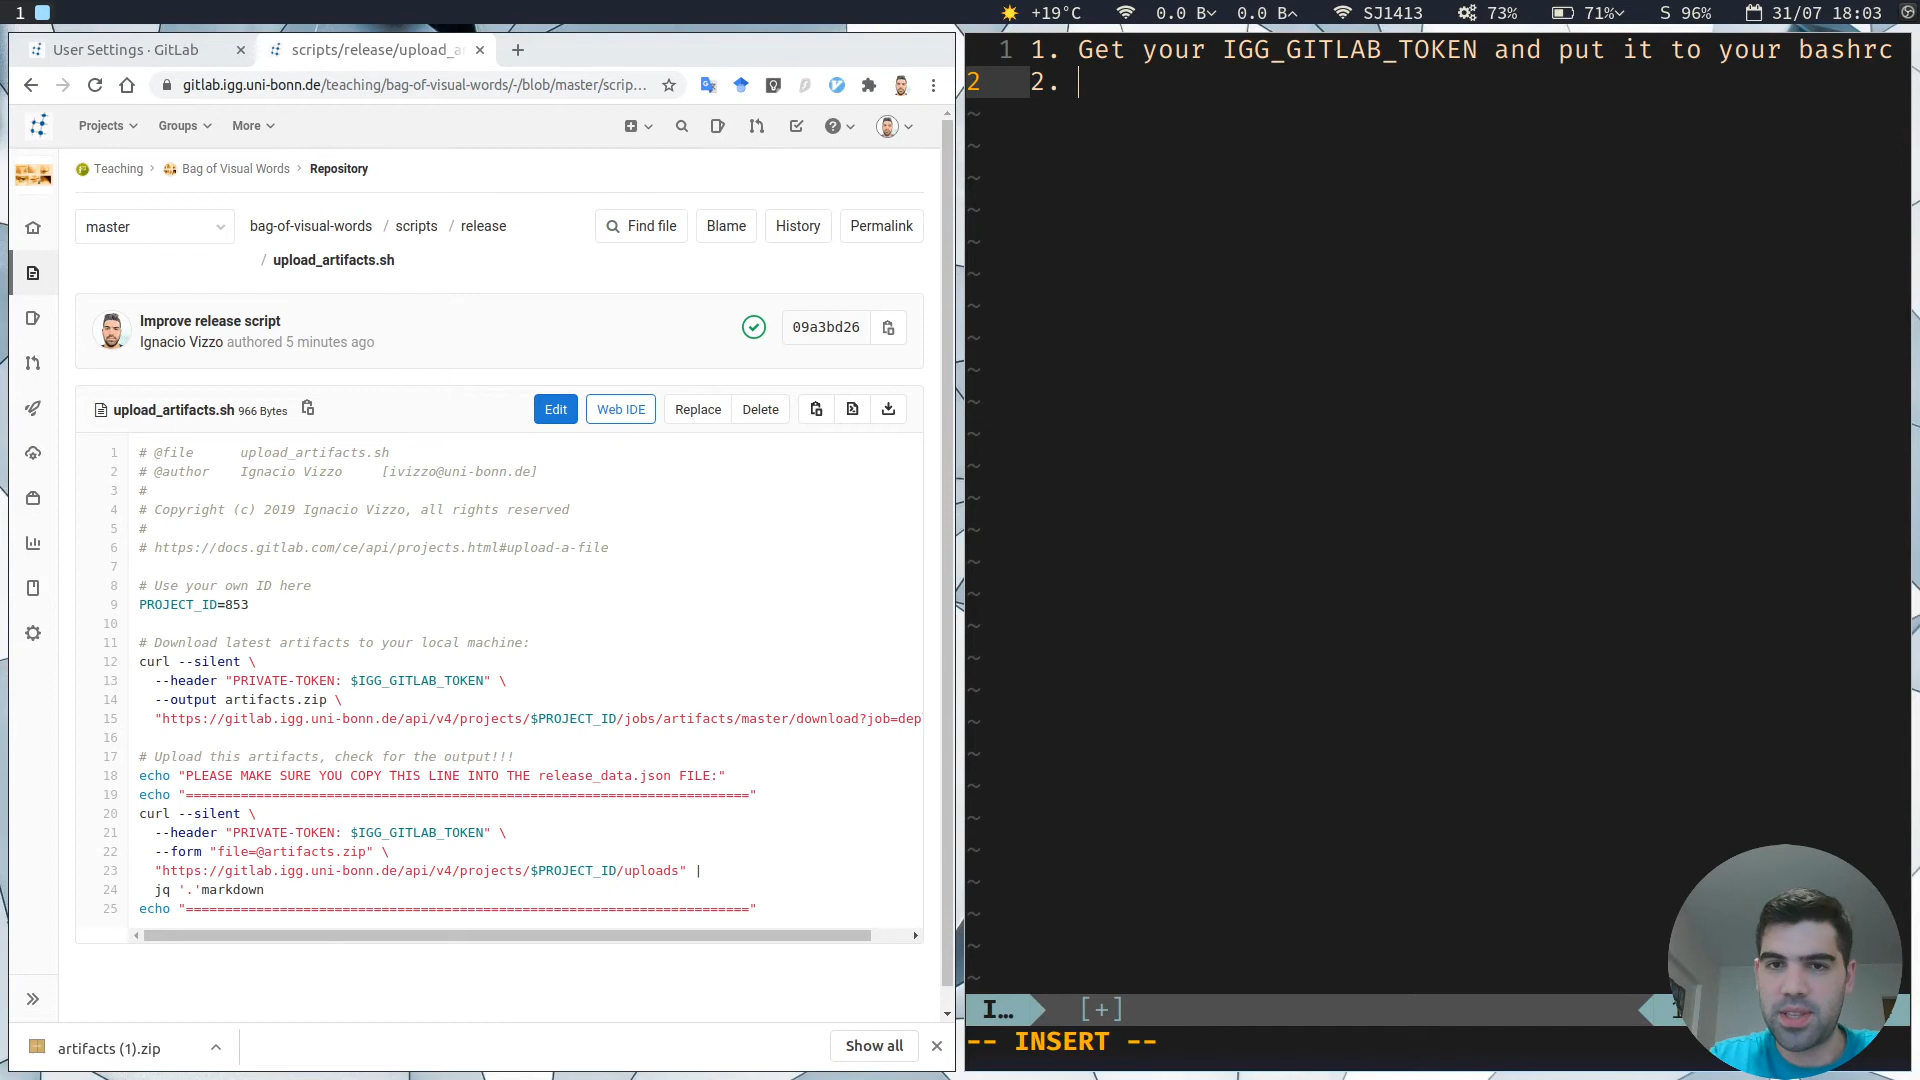 1
+19°C 0.0 B 0.0 B SJ1413 73% 71% S 96% 31/07 18:03
User Settings · GitLab
scripts/release/upload_a
gitlab.igg.uni-bonn.de/teaching/bag-of-visual-words/-/blob/master/scrip...
Projects Groups More
Teaching > Bag of Visual Words > Repository
master
bag-of-visual-words / scripts / release
/ upload_artifacts.sh
Find file Blame History Permalink
Improve release script
Ignacio Vizzo authored 5 minutes ago
09a3bd26
upload_artifacts.sh 966 Bytes
Edit Web IDE Replace Delete
1 # @file      upload_artifacts.sh
2 # @author    Ignacio Vizzo     [ivizzo@uni-bonn.de]
3 #
4 # Copyright (c) 2019 Ignacio Vizzo, all rights reserved
5 #
6 # https://docs.gitlab.com/ce/api/projects.html#upload-a-file
7
8 # Use your own ID here
9 PROJECT_ID=853
10
11 # Download latest artifacts to your local machine:
12 curl --silent \
13   --header "PRIVATE-TOKEN: $IGG_GITLAB_TOKEN" \
14   --output artifacts.zip \
15   "https://gitlab.igg.uni-bonn.de/api/v4/projects/$PROJECT_ID/jobs/artifacts/master/download?job=dep
16
17 # Upload this artifacts, check for the output!!!
18 echo "PLEASE MAKE SURE YOU COPY THIS LINE INTO THE release_data.json FILE:"
19 echo "========================================================================"
20 curl --silent \
21   --header "PRIVATE-TOKEN: $IGG_GITLAB_TOKEN" \
22   --form "file=@artifacts.zip" \
23   "https://gitlab.igg.uni-bonn.de/api/v4/projects/$PROJECT_ID/uploads" |
24   jq '.'markdown
25 echo "========================================================================"
artifacts (1).zip
Show all
1 1. Get your IGG_GITLAB_TOKEN and put it to your bashrc
2 2.
I... [+]
-- INSERT --